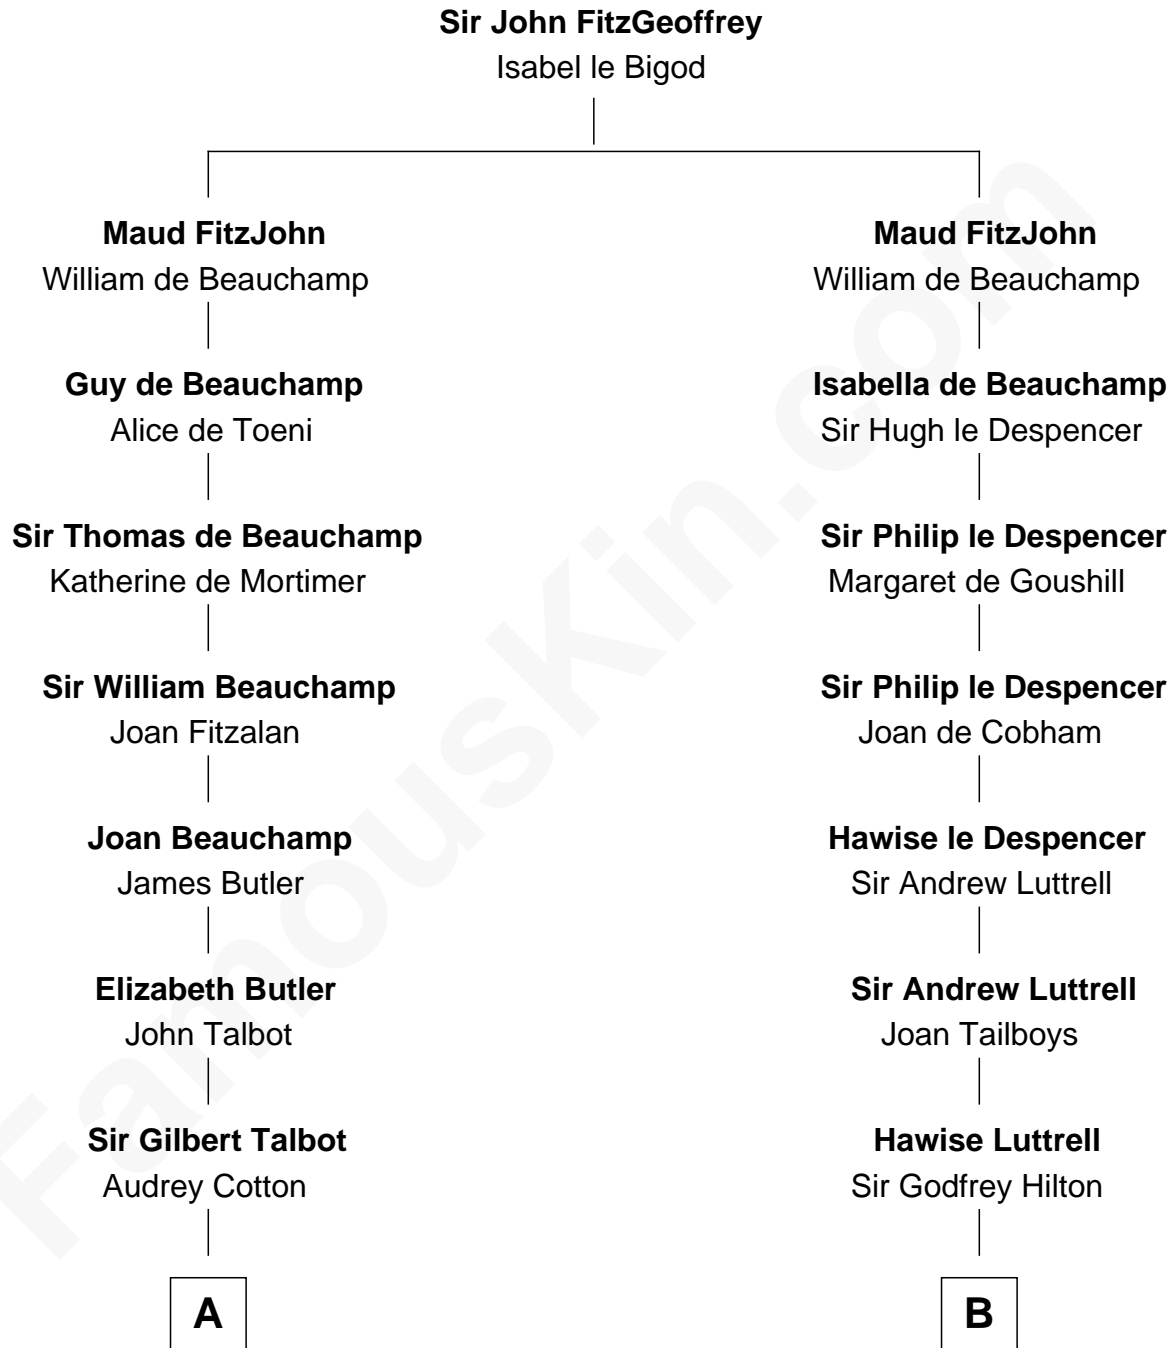 Sir John FitzGeoffrey
Isabel le Bigod
Maud FitzJohn
William de Beauchamp
Guy de Beauchamp
Alice de Toeni
Sir Thomas de Beauchamp
Katherine de Mortimer
Sir William Beauchamp
Joan Fitzalan
Joan Beauchamp
James Butler
Elizabeth Butler
John Talbot
Sir Gilbert Talbot
Audrey Cotton
A
Maud FitzJohn
William de Beauchamp
Isabella de Beauchamp
Sir Hugh le Despencer
Sir Philip le Despencer
Margaret de Goushill
Sir Philip le Despencer
Joan de Cobham
Hawise le Despencer
Sir Andrew Luttrell
Sir Andrew Luttrell
Joan Tailboys
Hawise Luttrell
Sir Godfrey Hilton
B
FamousKin.com